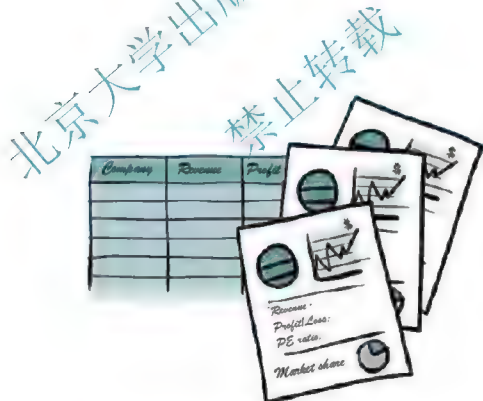 北京大学出版
禁止转载
Company Revenue Profit
$
$
$
Revenue:
Profit/Loss:
PE ratio:
Market share